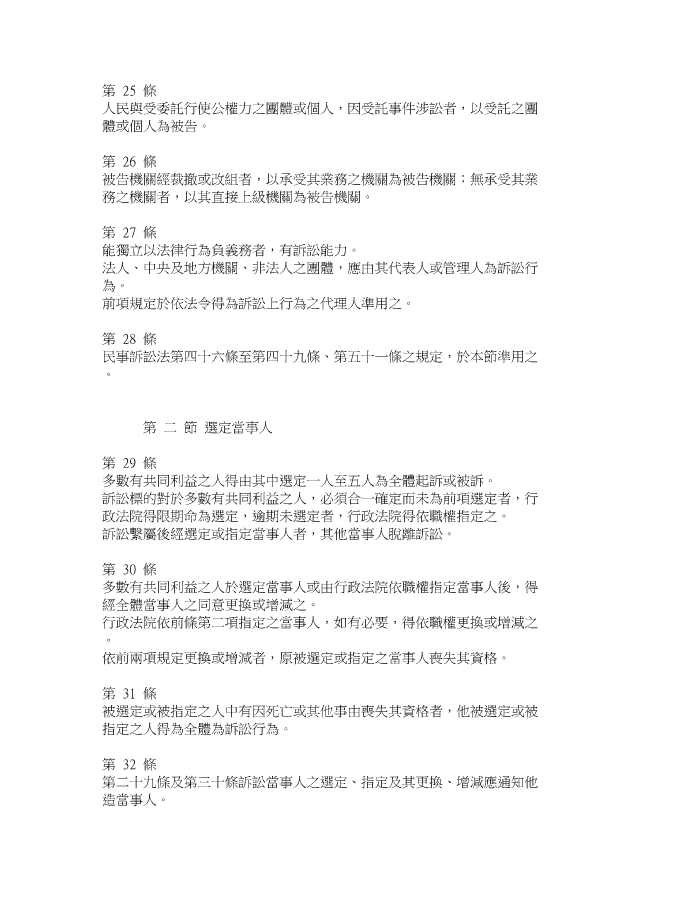 第 25 條
人民與受委託行使公權力之團體或個人，因受託事件涉訟者，以受託之團
體或個人為被告。
第 26 條
被告機關經裁撤或改組者，以承受其業務之機關為被告機關；無承受其業
務之機關者，以其直接上級機關為被告機關。
第 27 條
能獨立以法律行為負義務者，有訴訟能力。
法人、中央及地方機關、非法人之團體，應由其代表人或管理人為訴訟行
為。
前項規定於依法令得為訴訟上行為之代理人準用之。
第 28 條
民事訴訟法第四十六條至第四十九條、第五十一條之規定，於本節準用之
。
第 二 節 選定當事人
第 29 條
多數有共同利益之人得由其中選定一人至五人為全體起訴或被訴。
訴訟標的對於多數有共同利益之人，必須合一確定而未為前項選定者，行
政法院得限期命為選定，逾期未選定者，行政法院得依職權指定之。
訴訟繫屬後經選定或指定當事人者，其他當事人脫離訴訟。
第 30 條
多數有共同利益之人於選定當事人或由行政法院依職權指定當事人後，得
經全體當事人之同意更換或增減之。
行政法院依前條第二項指定之當事人，如有必要，得依職權更換或增減之
。
依前兩項規定更換或增減者，原被選定或指定之當事人喪失其資格。
第 31 條
被選定或被指定之人中有因死亡或其他事由喪失其資格者，他被選定或被
指定之人得為全體為訴訟行為。
第 32 條
第二十九條及第三十條訴訟當事人之選定、指定及其更換、增減應通知他
造當事人。